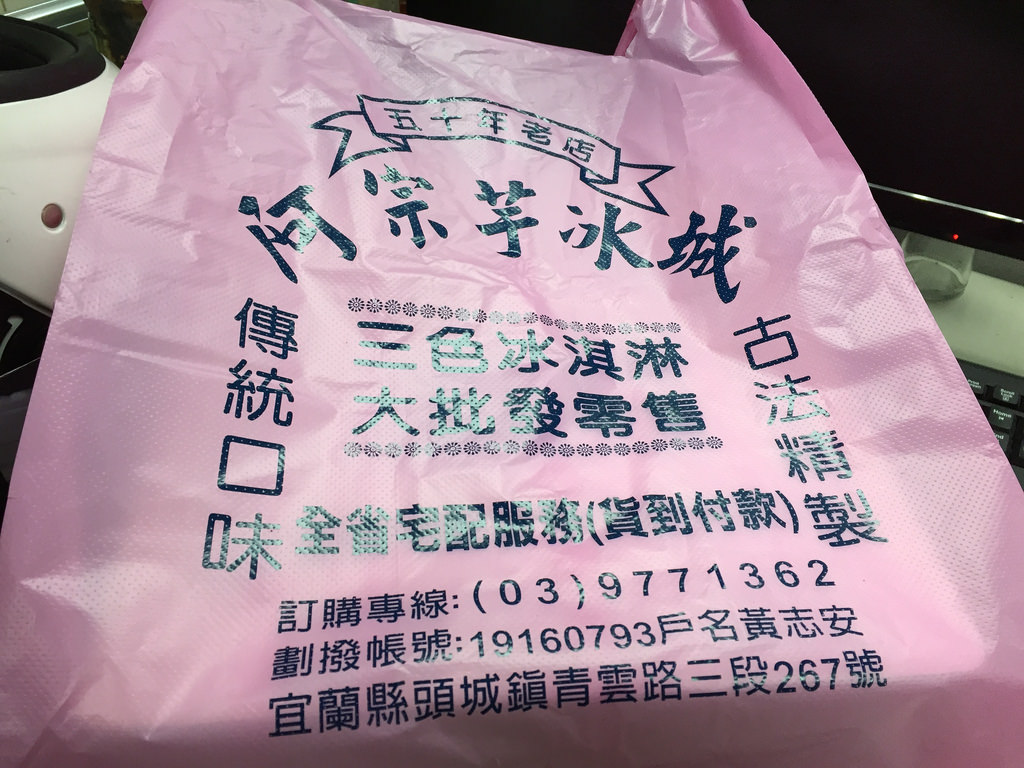 五十年老店
阿宗芋冰城
傳統口味
三色冰淇淋
大批發零售
古法精製
全省宅配服務(貨到付款)
訂購專線:(03)9771362
劃撥帳號:19160793戶名黃志安
宜蘭縣頭城鎮青雲路三段267號